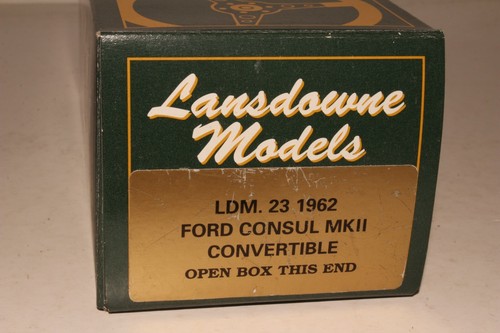 Lansdowne
Models
LDM. 23 1962
FORD CONSUL MKII
CONVERTIBLE
OPEN BOX THIS END